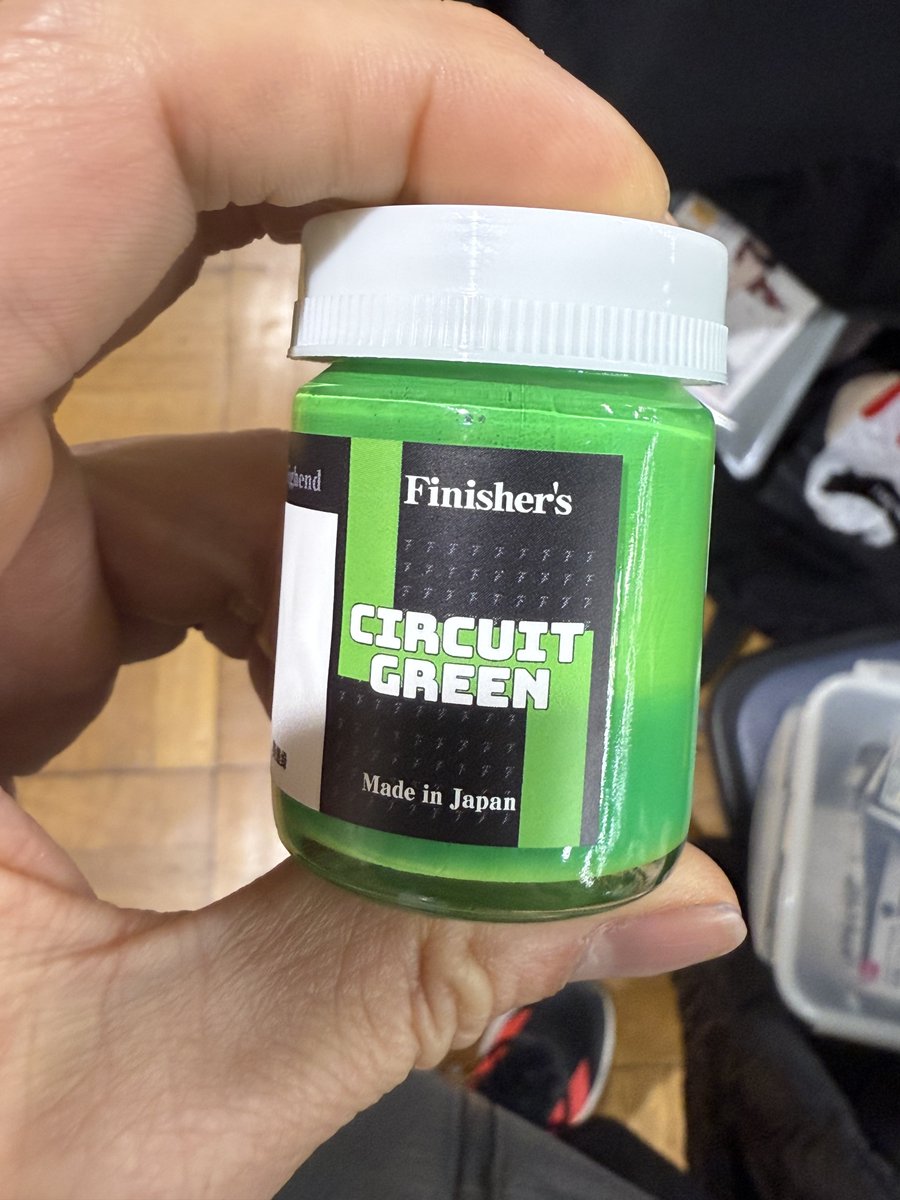 Finisher's
CIRCUIT
GREEN
Made in Japan